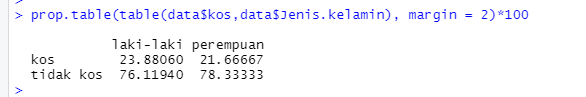 > prop.table(table(data$kos,data$Jenis.kelamin), margin = 2)*100
laki-laki perempuan
kos 23.88060 21.66667
tidak kos 76.11940 78.33333
>